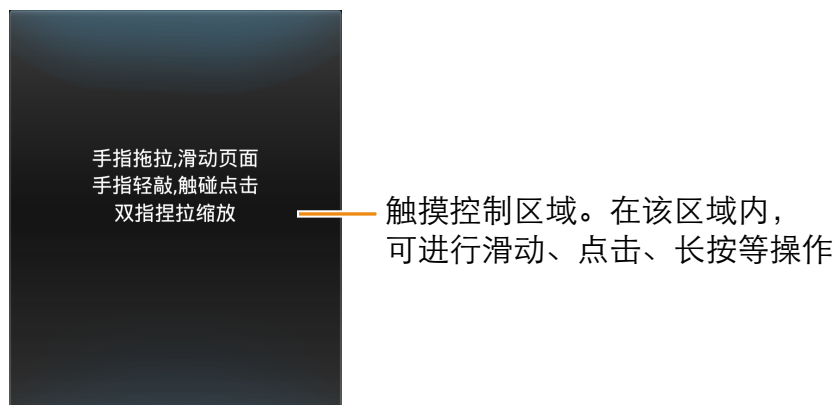 手指拖拉,滑动页面
手指轻敲,触碰点击
双指捏拉缩放
触摸控制区域。在该区域内，
可进行滑动、点击、长按等操作